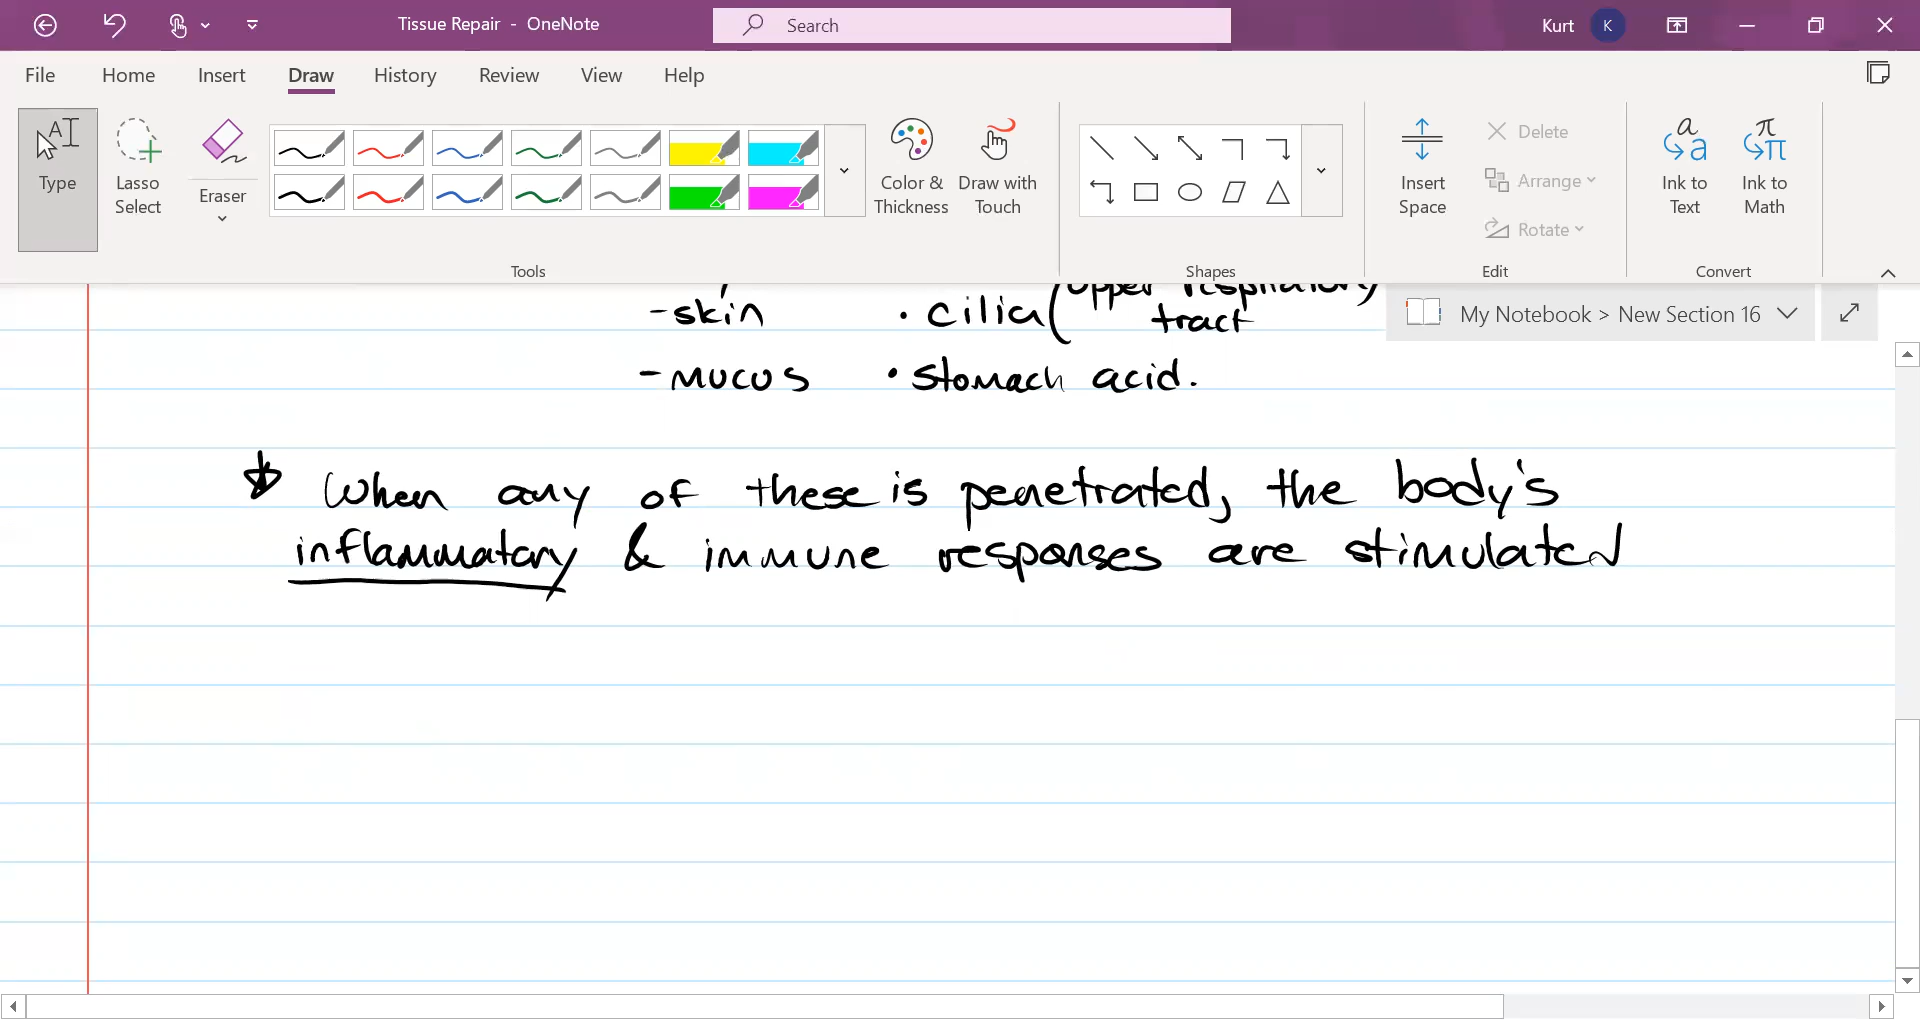 Tissue Repair - OneNote
Search
Kurt K
File Home Insert Draw History Review View Help
Type
Lasso Select
Eraser
Color & Thickness
Draw with Touch
Insert Space
Delete
Arrange
Rotate
Ink to Text
Ink to Math
Tools
Shapes
Edit
Convert
My Notebook > New Section 16
- skin • cilia (upper respiratory
tract
- mucus • stomach acid.
When any of these is penetrated, the body's
inflammatory & immune responses are stimulated